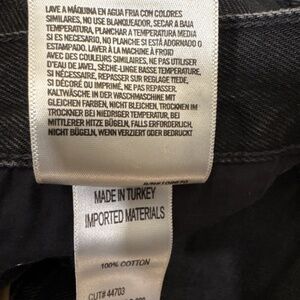 LAVE A MÁQUINA EN AGUA FRIA CON COLORES
SIMILARES, NO USE BLANQUEADOR, SECAR A BAJA
TEMPERATURA, PLANCHAR A TEMPERATURA MEDIA
SI ES NECESARIO, NO PLANCHE SI ESTÁ ADORNADO O
ESTAMPADO. LAVER À LA MACHINE À FROID
AVEC DES COULEURS SIMILAIRES, NE PAS UTILISER
D'EAU DE JAVEL, SÈCHE-LINGE BASSE TEMPERATURE,
SI NÉCESSAIRE, REPASSER SUR REGLAGE TIÈDE,
SI DÉCORÉ OU IMPRIMÉ, NE PAS REPASSER.
KALTWÄSCHE IN DER WASCHMASCHINE MIT
GLEICHEN FARBEN, NICHT BLEICHEN, TROCKNEN IM
TROCKNER BEI NIEDRIGER TEMPERATUR, BEI
MITTLERER HITZE BÜGELN, FALLS ERFORDERLICH,
NICHT BÜGELN, WENN VERZIERT ODER BEDRUCKT
MADE IN TURKEY
IMPORTED MATERIALS
100% COTTON
CUT# 44703